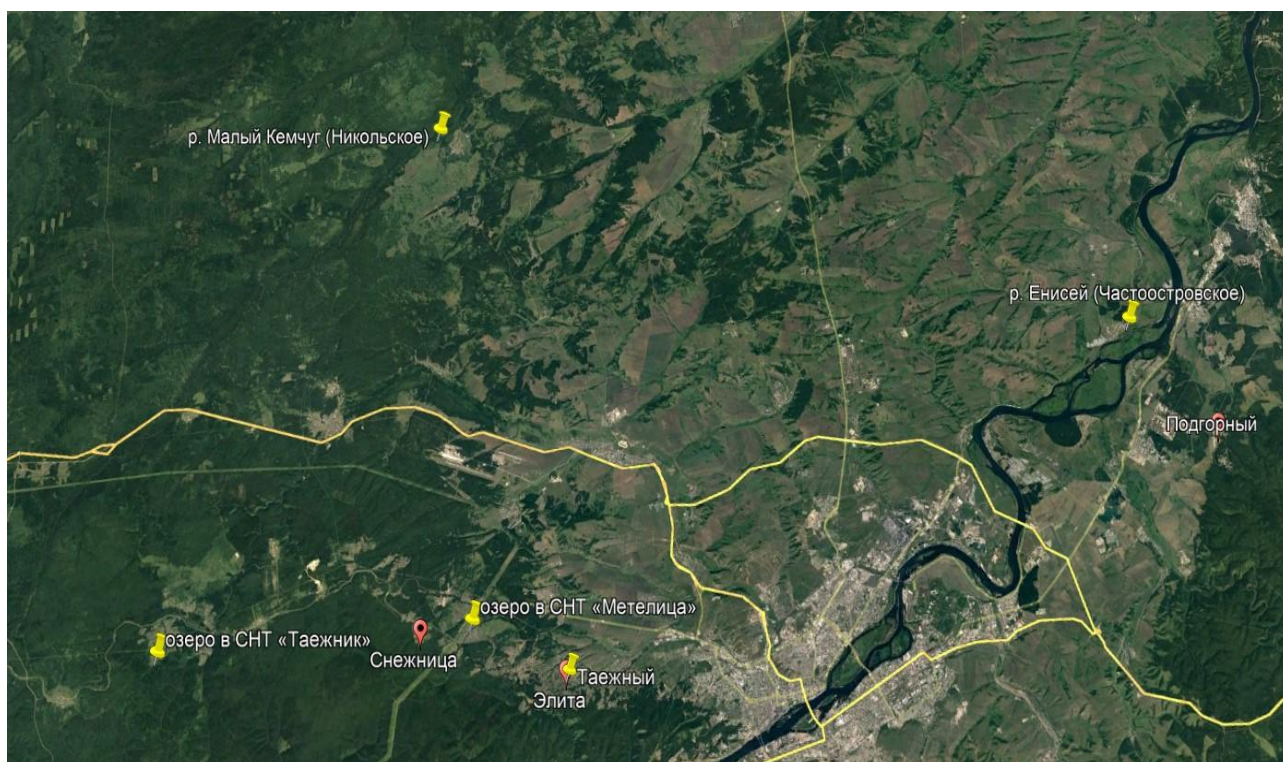 р. Малый Кемчуг (Никольское)
р. Енисей (Частоостровское)
Подгорный
озеро в СНТ «Метелица»
озеро в СНТ «Таежник»
Снежница
Таежный
Элита